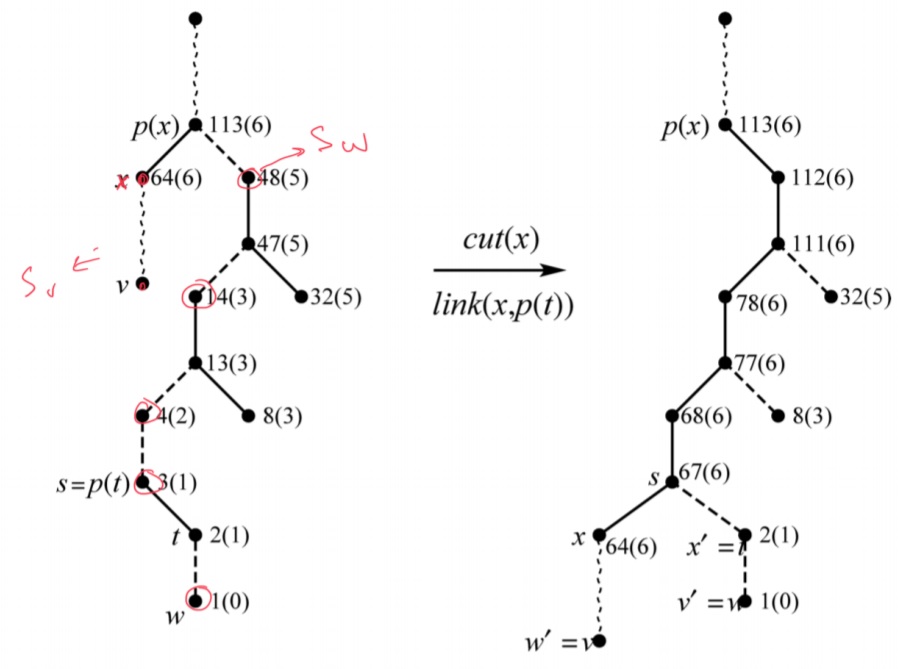 p(x) 113(6)
p(x) 113(6)
S w
x 64(6)
48(5)
112(6)
47(5)
cut(x)
111(6)
S v
v
14(3)
32(5)
link(x,p(t))
78(6)
32(5)
13(3)
77(6)
4(2)
8(3)
68(6)
8(3)
s=p(t) 3(1)
s 67(6)
t 2(1)
x 64(6)
x′ =t 2(1)
w 1(0)
v′ =w 1(0)
w′ =v